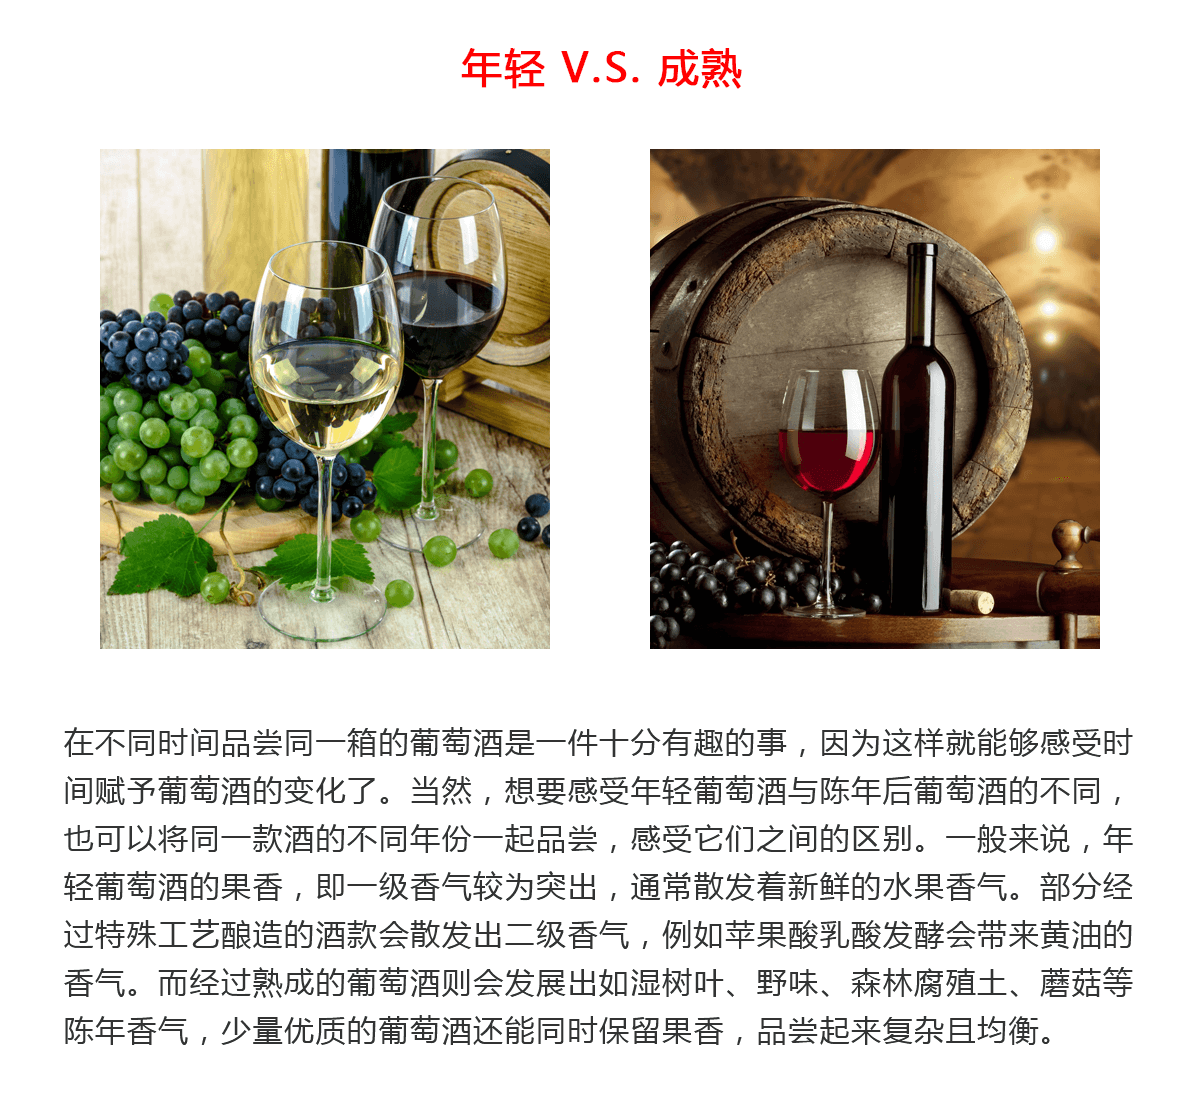 年轻 V.S. 成熟
在不同时间品尝同一箱的葡萄酒是一件十分有趣的事，因为这样就能够感受时
间赋予葡萄酒的变化了。当然，想要感受年轻葡萄酒与陈年后葡萄酒的不同，
也可以将同一款酒的不同年份一起品尝，感受它们之间的区别。一般来说，年
轻葡萄酒的果香，即一级香气较为突出，通常散发着新鲜的水果香气。部分经
过特殊工艺酿造的酒款会散发出二级香气，例如苹果酸乳酸发酵会带来黄油的
香气。而经过熟成的葡萄酒则会发展出如湿树叶、野味、森林腐殖土、蘑菇等
陈年香气，少量优质的葡萄酒还能同时保留果香，品尝起来复杂且均衡。